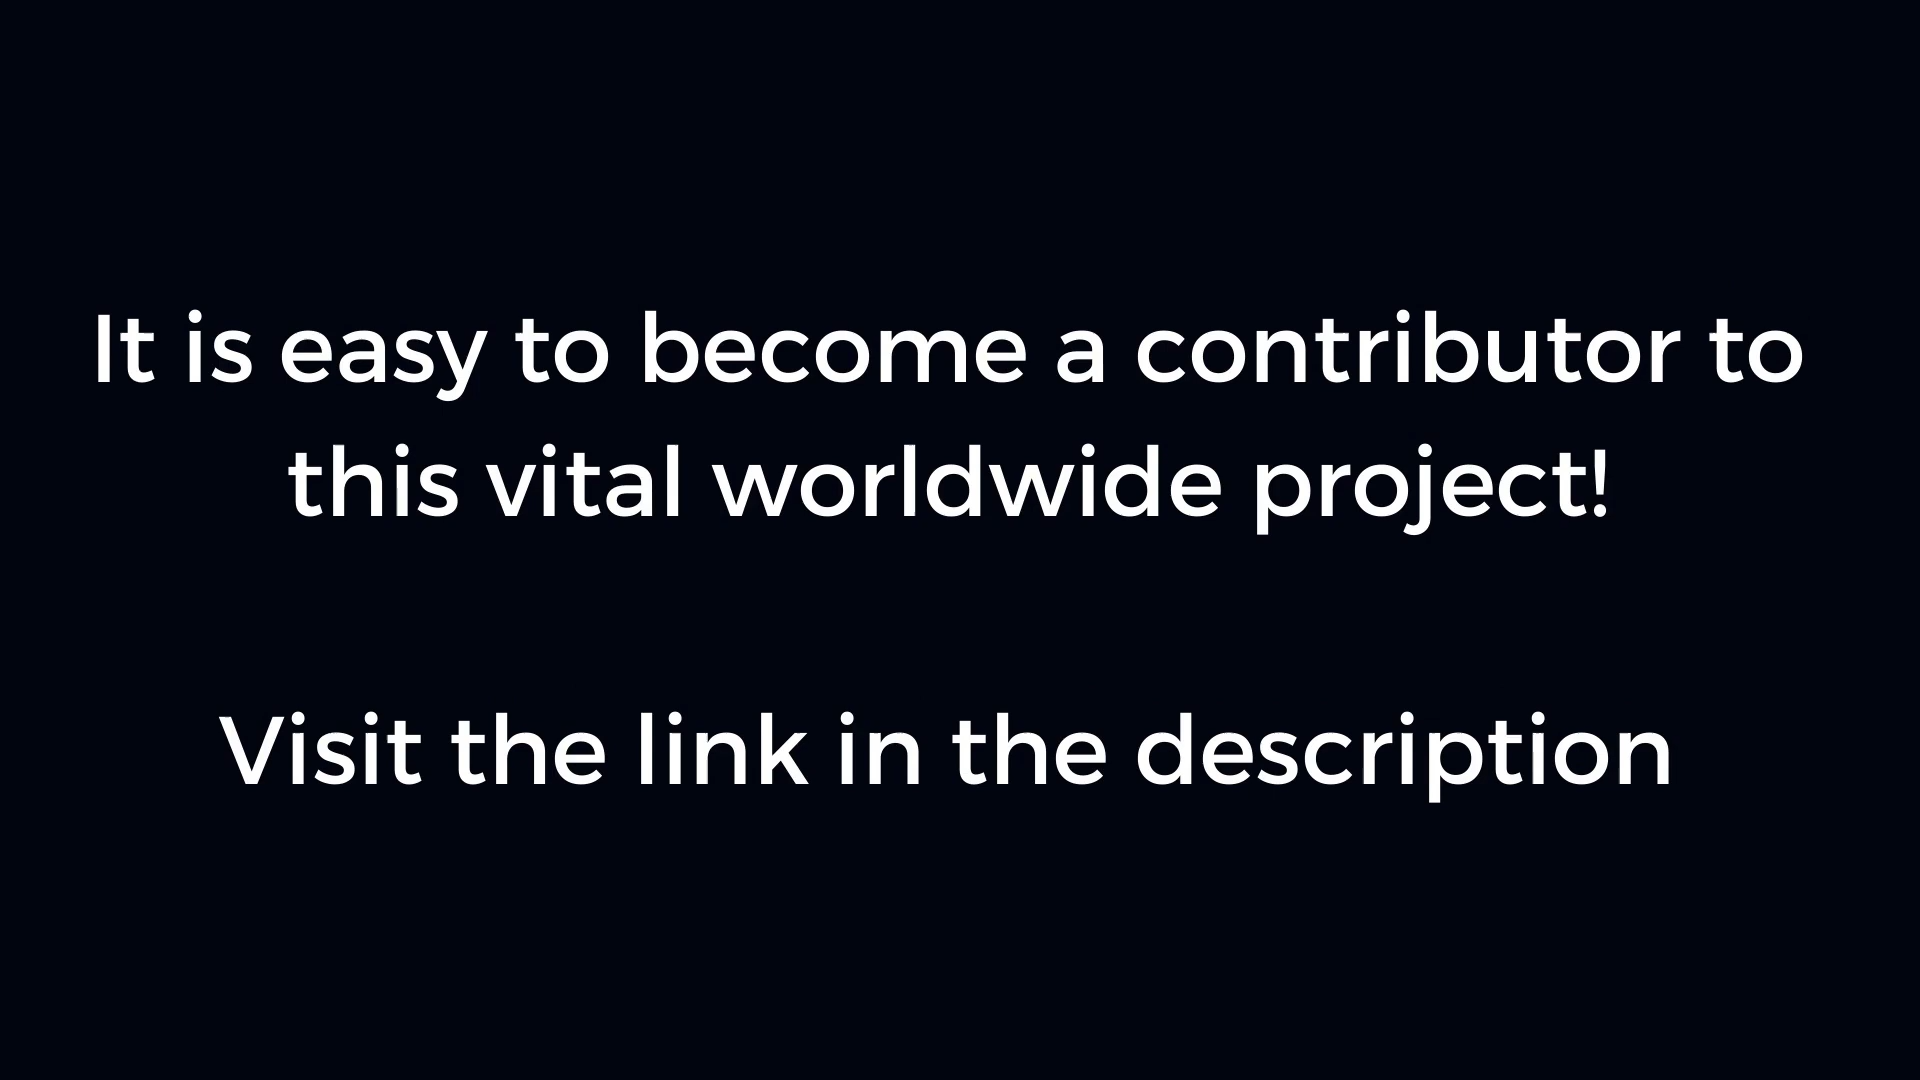 It is easy to become a contributor to
this vital worldwide project!
Visit the link in the description